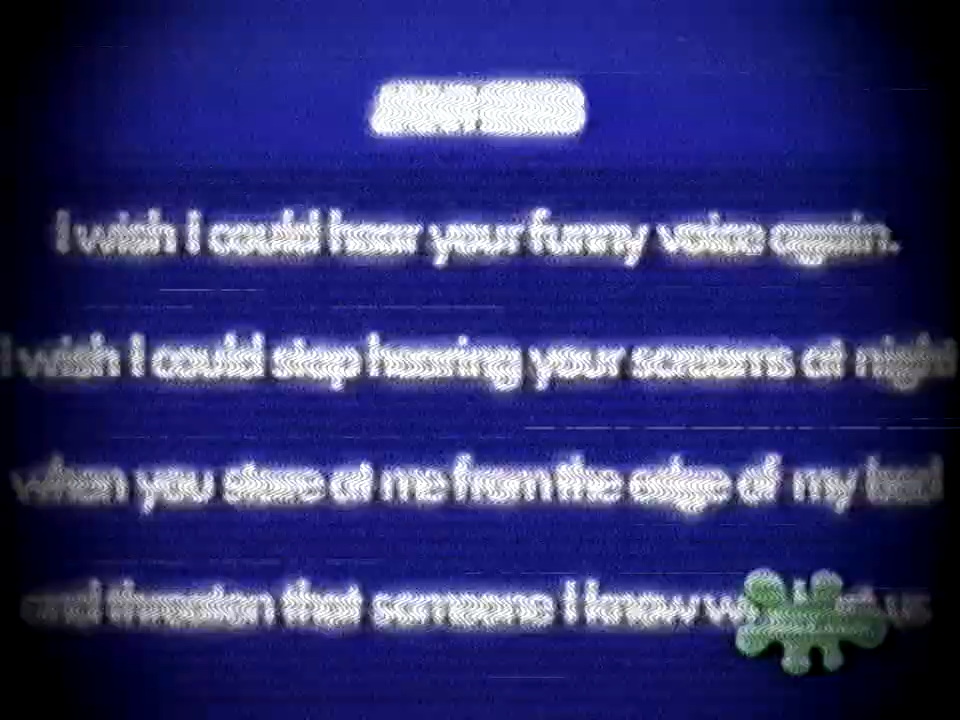 I wish I could hear your funny voice again.
I wish I could stop hearing your screams at night
when you stare at me from the edge of my bed
and threaten that someone I know us